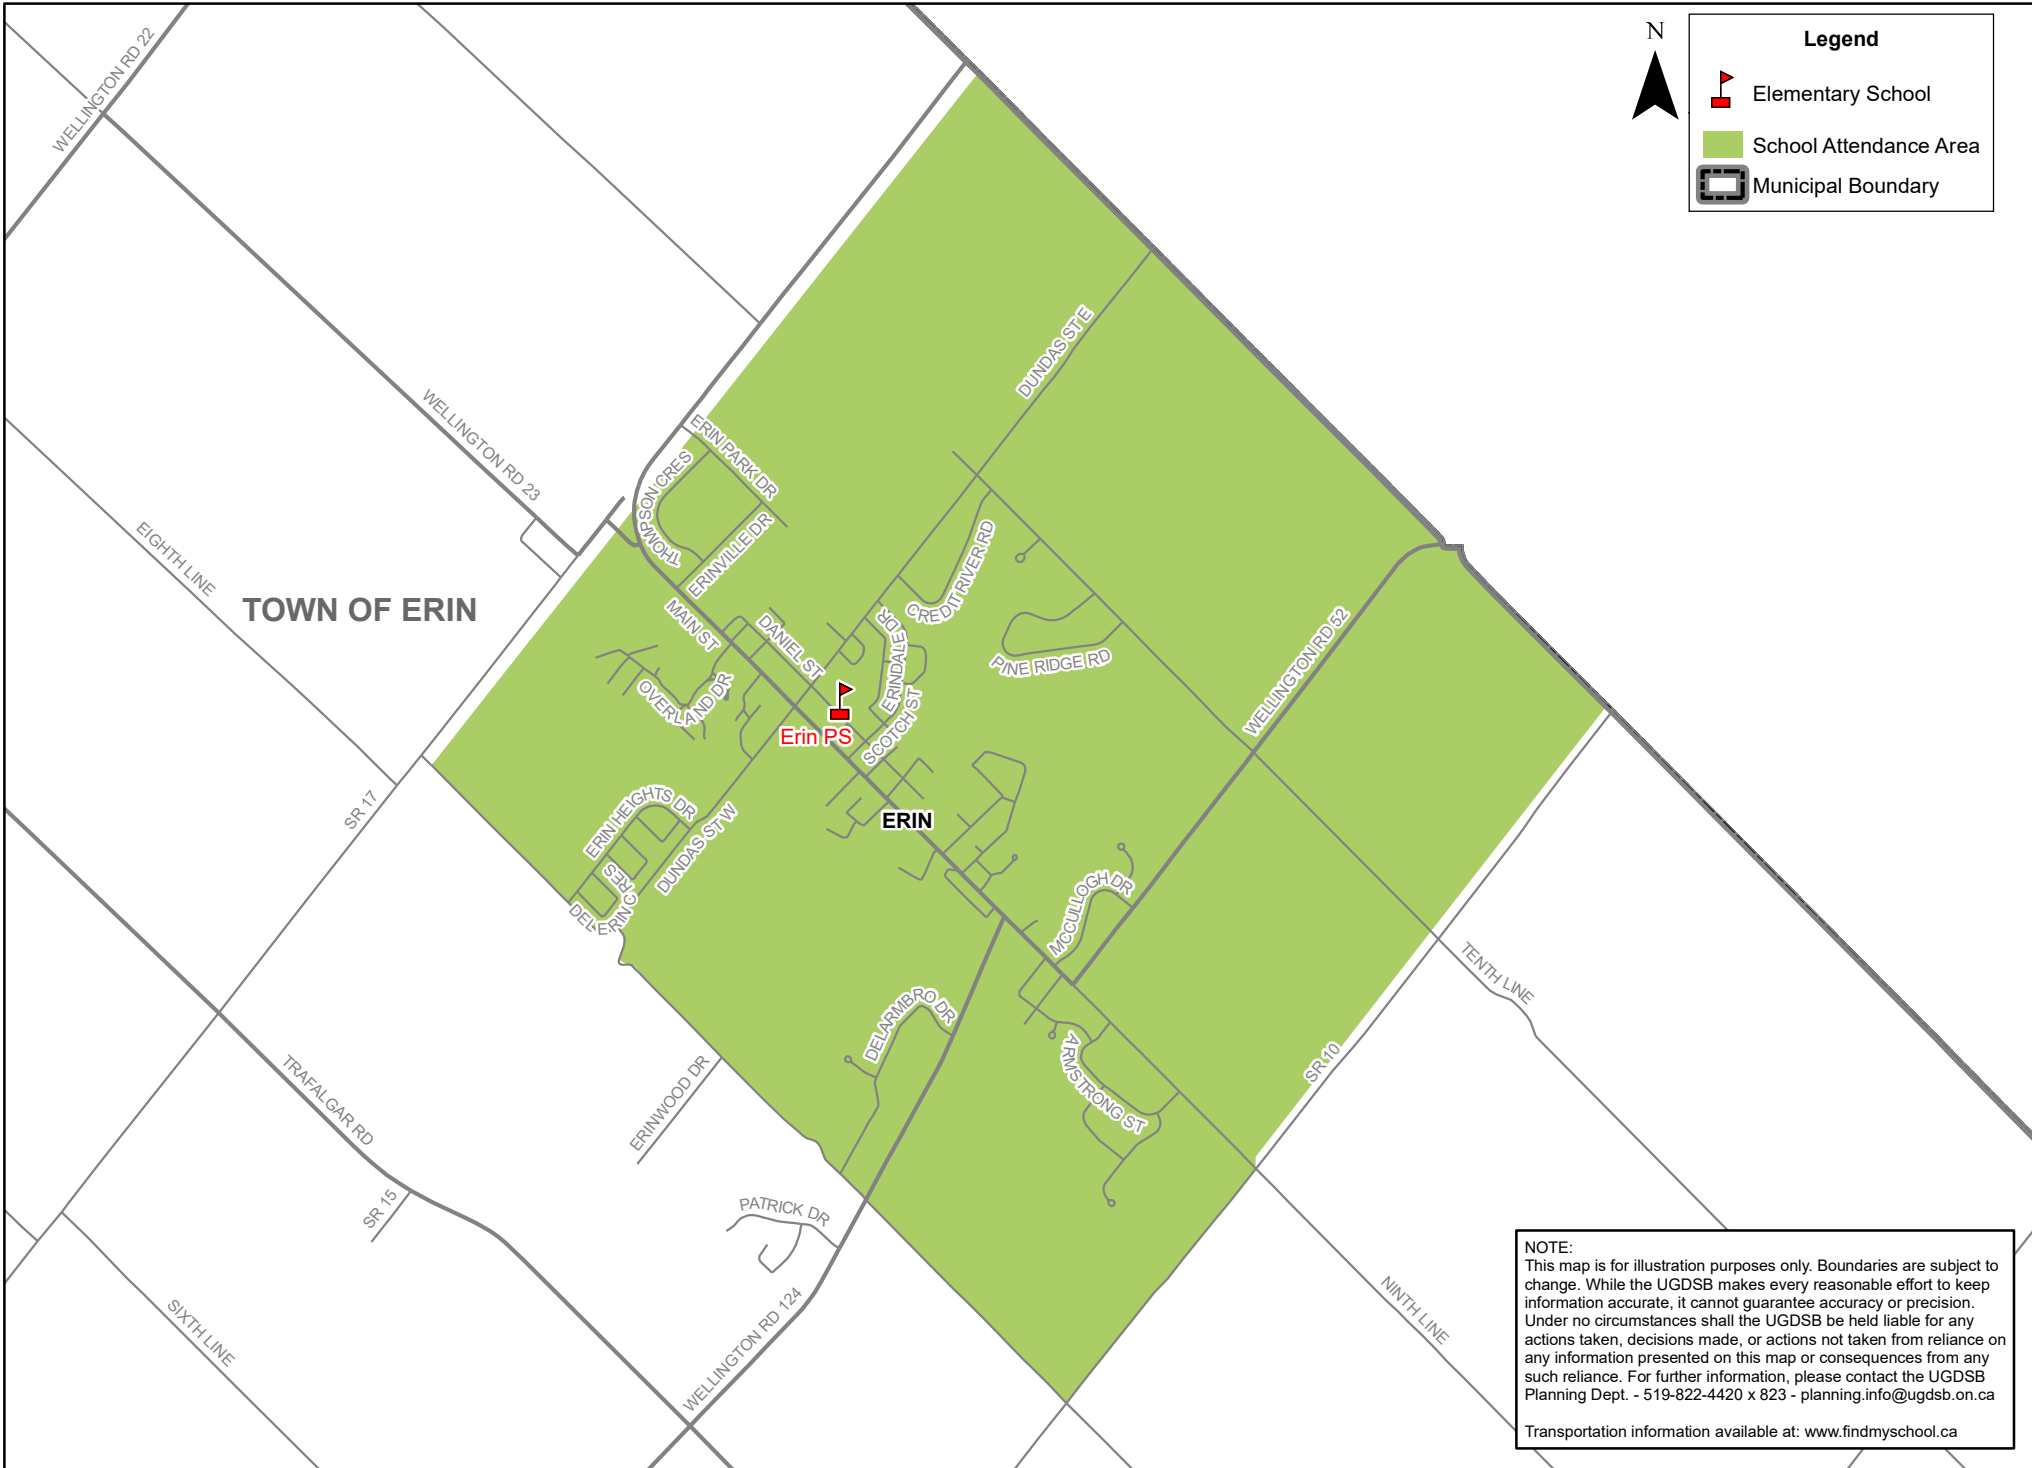 WELLINGTON RD 22
N
Legend
Elementary School
School Attendance Area
Municipal Boundary
DUNDAS ST E
WELLINGTON RD 23
ERIN PARK DR
THOMPSON CRES
ERINVILLE DR
EIGHTH LINE
CREDIT RIVER RD
TOWN OF ERIN
MAIN ST
DANIEL ST
ERINDALE DR
PINE RIDGE RD
WELLINGTON RD 52
OVERLAND DR
SCOTCH ST
Erin PS
SR 17
ERIN HEIGHTS DR
ERIN
DUNDAS ST W
DELERIN CRES
MCCULLOGH DR
TENTH LINE
DELARMBRO DR
ARMSTRONG ST
SR 10
TRAFALGAR RD
ERINWOOD DR
SR 15
PATRICK DR
SIXTH LINE
WELLINGTON RD 124
NINTH LINE
NOTE:
This map is for illustration purposes only. Boundaries are subject to
change. While the UGDSB makes every reasonable effort to keep
information accurate, it cannot guarantee accuracy or precision.
Under no circumstances shall the UGDSB be held liable for any
actions taken, decisions made, or actions not taken from reliance on
any information presented on this map or consequences from any
such reliance. For further information, please contact the UGDSB
Planning Dept. - 519-822-4420 x 823 - planning.info@ugdsb.on.ca
Transportation information available at: www.findmyschool.ca